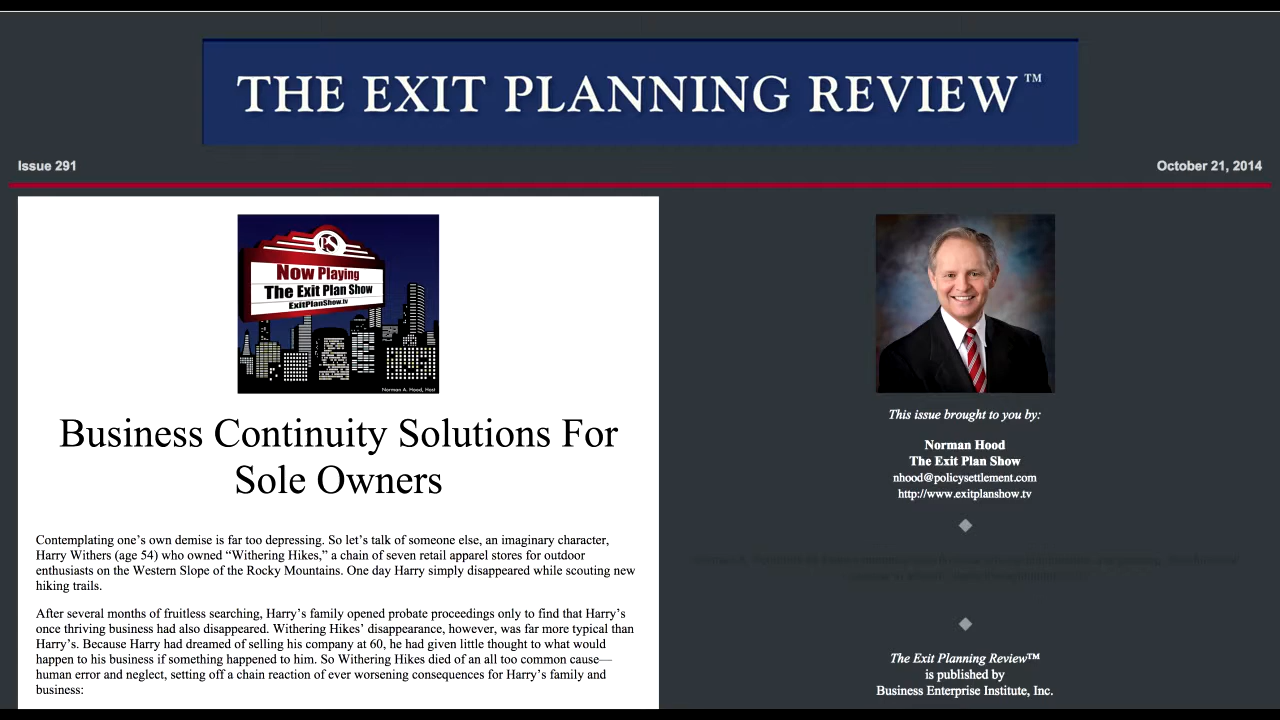 THE EXIT PLANNING REVIEW™
Issue 291
October 21, 2014
PS
Now Playing
The Exit Plan Show
ExitPlanShow.tv
Norman A. Hood, Host
Business Continuity Solutions For
Sole Owners
Contemplating one’s own demise is far too depressing. So let’s talk of someone else, an imaginary character,
Harry Withers (age 54) who owned “Withering Hikes,” a chain of seven retail apparel stores for outdoor
enthusiasts on the Western Slope of the Rocky Mountains. One day Harry simply disappeared while scouting new
hiking trails.
After several months of fruitless searching, Harry’s family opened probate proceedings only to find that Harry’s
once thriving business had also disappeared. Withering Hikes’ disappearance, however, was far more typical than
Harry’s. Because Harry had dreamed of selling his company at 60, he had given little thought to what would
happen to his business if something happened to him. So Withering Hikes died of an all too common cause—
human error and neglect, setting off a chain reaction of ever worsening consequences for Harry’s family and
business:
This issue brought to you by:
Norman Hood
The Exit Plan Show
nhood@policysettlement.com
http://www.exitplanshow.tv
The Exit Planning Review™
is published by
Business Enterprise Institute, Inc.